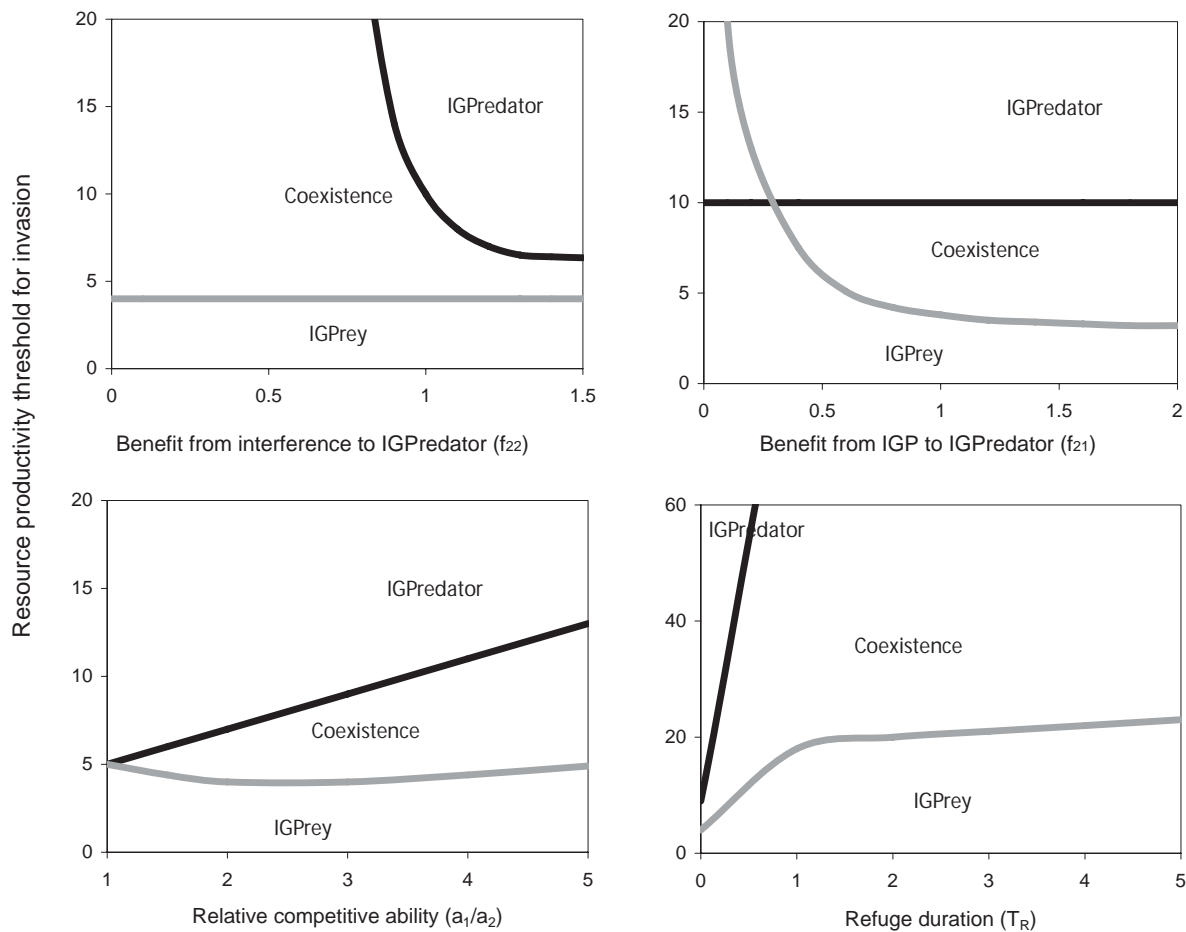 Resource productivity threshold for invasion
20
15
10
5
0
IGPredator
Coexistence
IGPrey
0 0.5 1 1.5
Benefit from interference to IGPredator (f22)
20
15
10
5
0
IGPredator
Coexistence
IGPrey
0 0.5 1 1.5 2
Benefit from IGP to IGPredator (f21)
20
15
10
5
0
IGPredator
Coexistence
IGPrey
1 2 3 4 5
Relative competitive ability (a1/a2)
60
40
20
0
IGPredator
Coexistence
IGPrey
0 1 2 3 4 5
Refuge duration (TR)